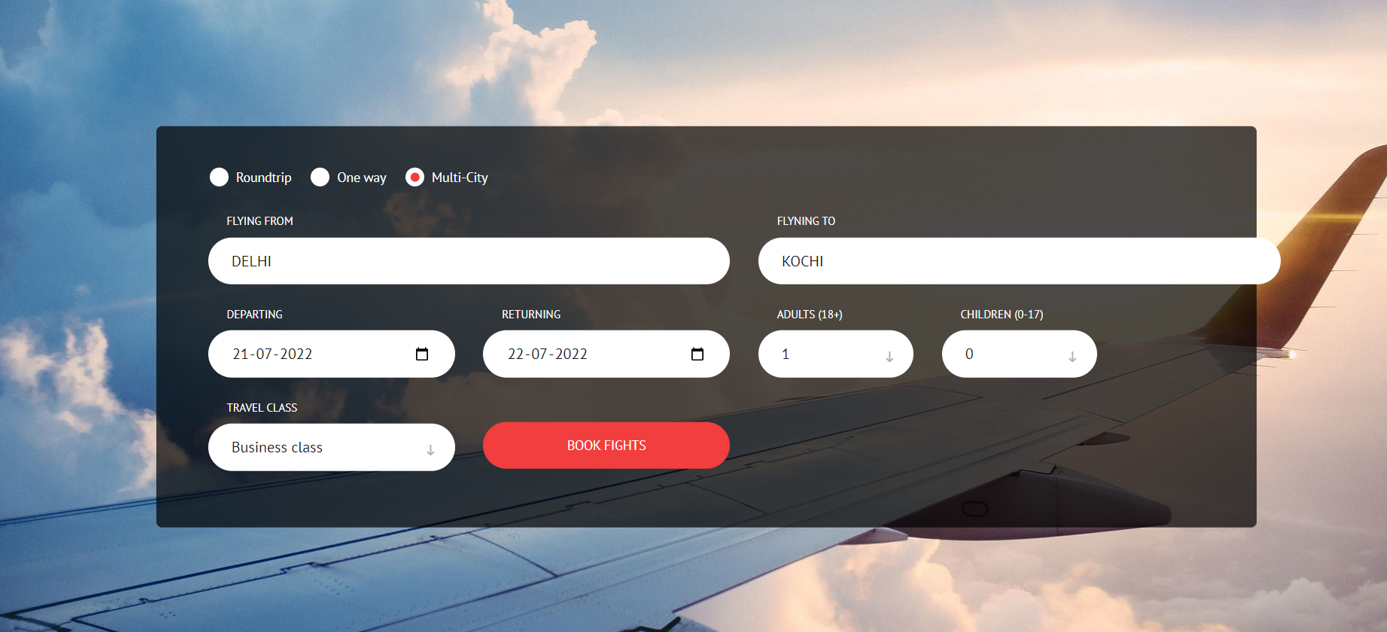 Roundtrip One way Multi-City
FLYING FROM FLYNING TO
DELHI KOCHI
DEPARTING RETURNING ADULTS (18+) CHILDREN (0-17)
21-07-2022 22-07-2022 1 0
TRAVEL CLASS
Business class BOOK FIGHTS